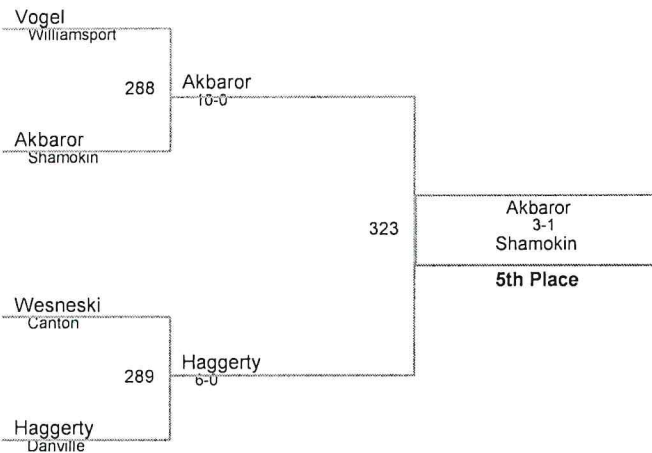 Vogel
Williamsport
288
Akbaror
10-0
Akbaror
Shamokin
323
Akbaror
3-1
Shamokin
5th Place
Wesneski
Canton
289
Haggerty
6-0
Haggerty
Danville